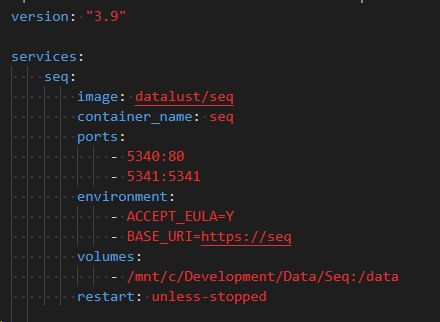 version: "3.9"
services:
seq:
image: datalust/seq
container_name: seq
ports:
- 5340:80
- 5341:5341
environment:
- ACCEPT_EULA=Y
- BASE_URI=https://seq
volumes:
- /mnt/c/Development/Data/Seq:/data
restart: unless-stopped